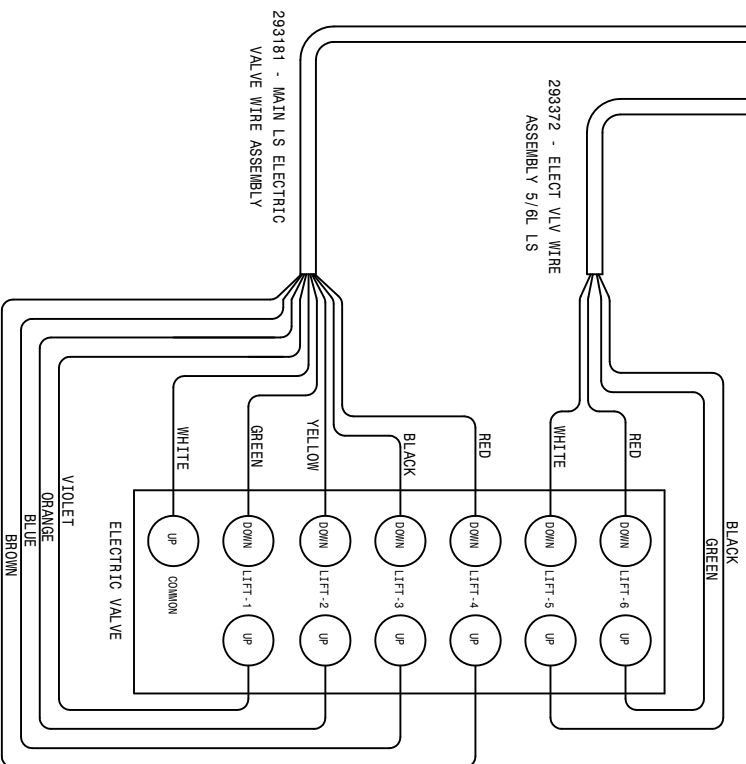 293181 - MAIN LS ELECTRIC
VALVE WIRE ASSEMBLY
293372 - ELECT VLV WIRE
ASSEMBLY 5/6L LS
WHITE
GREEN
YELLOW
BLACK
RED
WHITE
RED
BLACK
GREEN
VIOLET
ORANGE
BLUE
BROWN
ELECTRIC VALVE
UP
COMMON
DOWN
LIFT-1
UP
DOWN
LIFT-2
UP
DOWN
LIFT-3
UP
DOWN
LIFT-4
UP
DOWN
LIFT-5
UP
DOWN
LIFT-6
UP